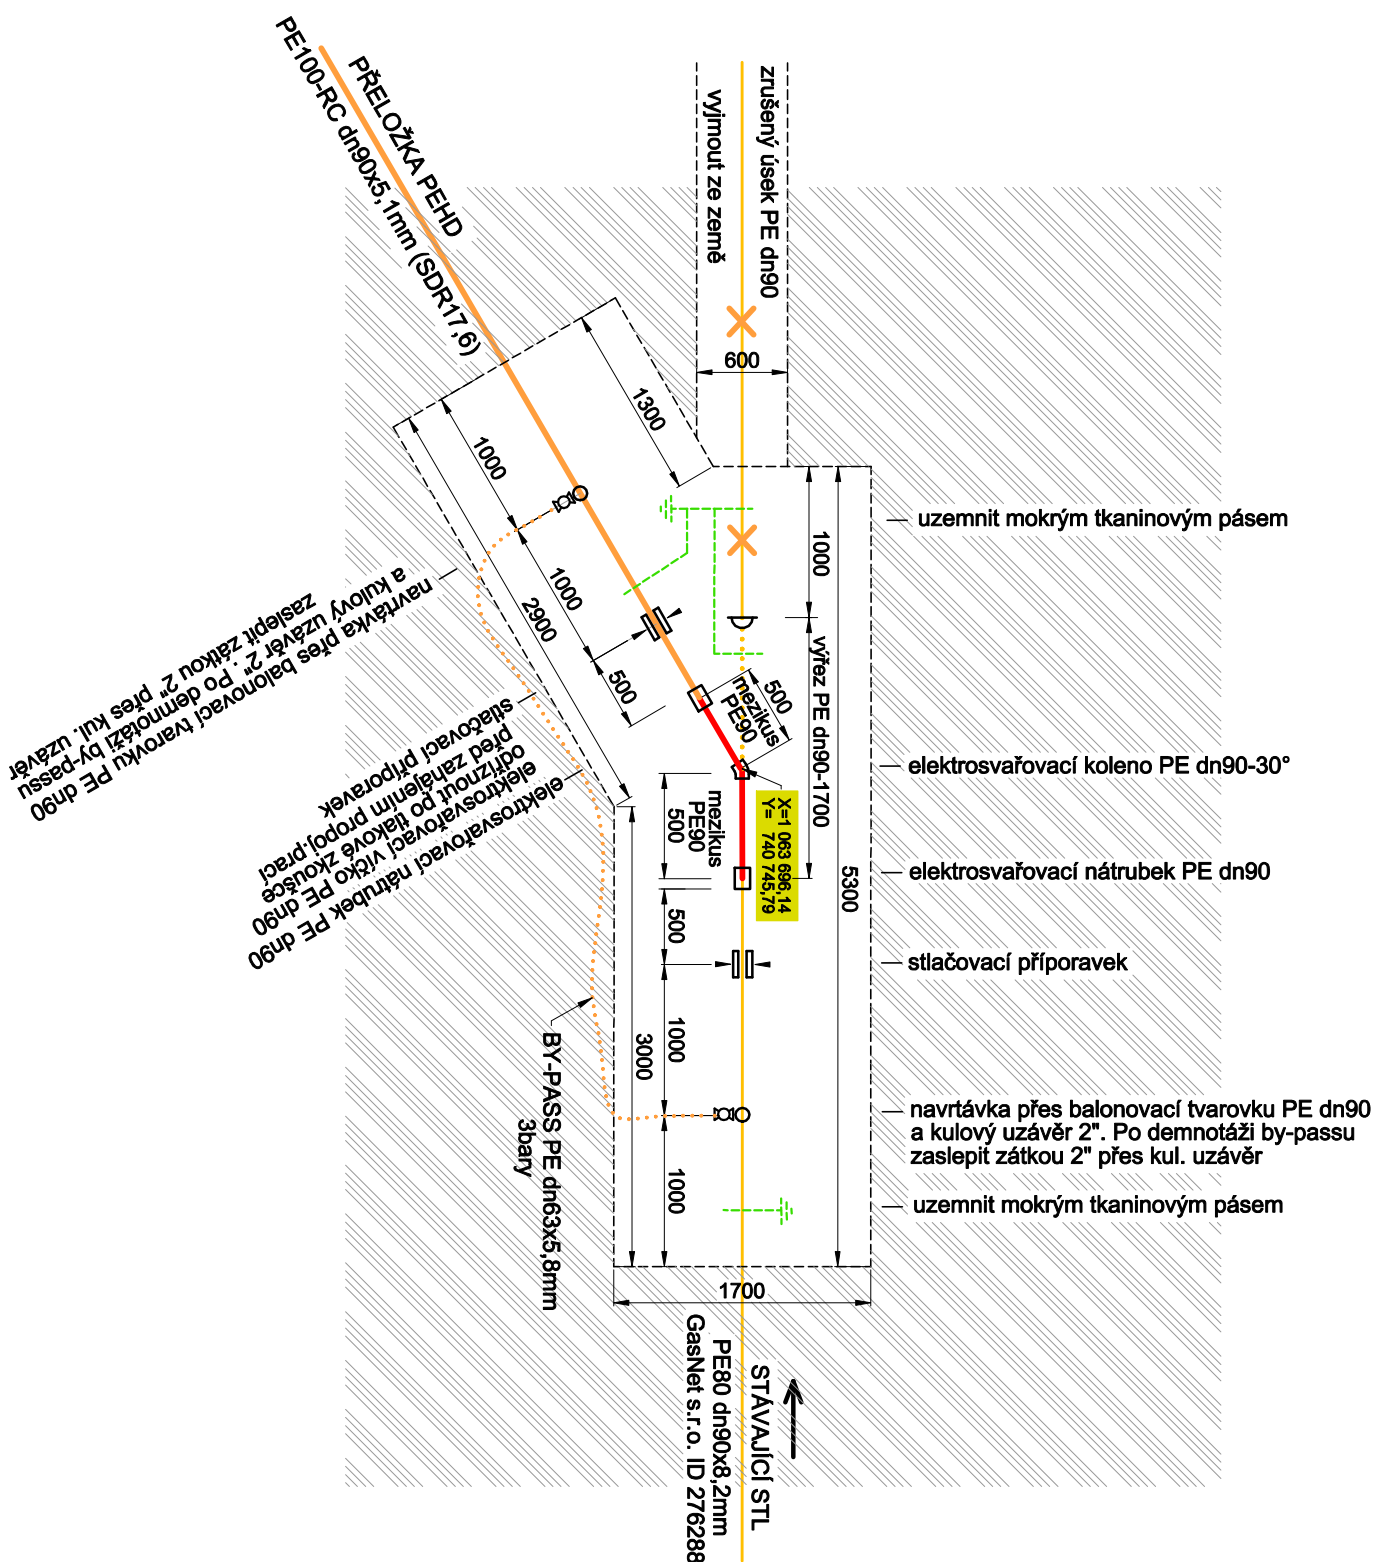 PŘELOŽKA PEHD
PE100-RC dn90x5,1mm (SDR17,6)
zrušený úsek PE dn90
vyjmout ze země
600
1300
1000
1000
500
2900
1000
výřez PE dn90-1700
5300
500
mezikus
PE90
X=1 063 696,14
Y= 740 745,79
mezikus
PE90
500
500
1000
3000
1000
1700
uzemnit mokrým tkaninovým pásem
elektrosvařovací koleno PE dn90-30°
elektrosvařovací nátrubek PE dn90
stlačovací příporavek
navrtávka přes balonovací tvarovku PE dn90
a kulový uzávěr 2". Po demnotáži by-passu
zaslepit zátkou 2" přes kul. uzávěr
uzemnit mokrým tkaninovým pásem
navrtávka přes balonovací tvarovku PE dn90
a kulový uzávěr 2". Po demnotáži by-passu
zaslepit zátkou 2" přes kul. uzávěr
stlačovací příporavek
elektrosvařovací víčko PE dn90
odříznout po tlakové zkoušce
před zahájením propoj.prací
elektrosvařovací nátrubek PE dn90
BY-PASS PE dn63x5,8mm
3bary
STÁVAJÍCÍ STL
PE80 dn90x8,2mm
GasNet s.r.o. ID 276288